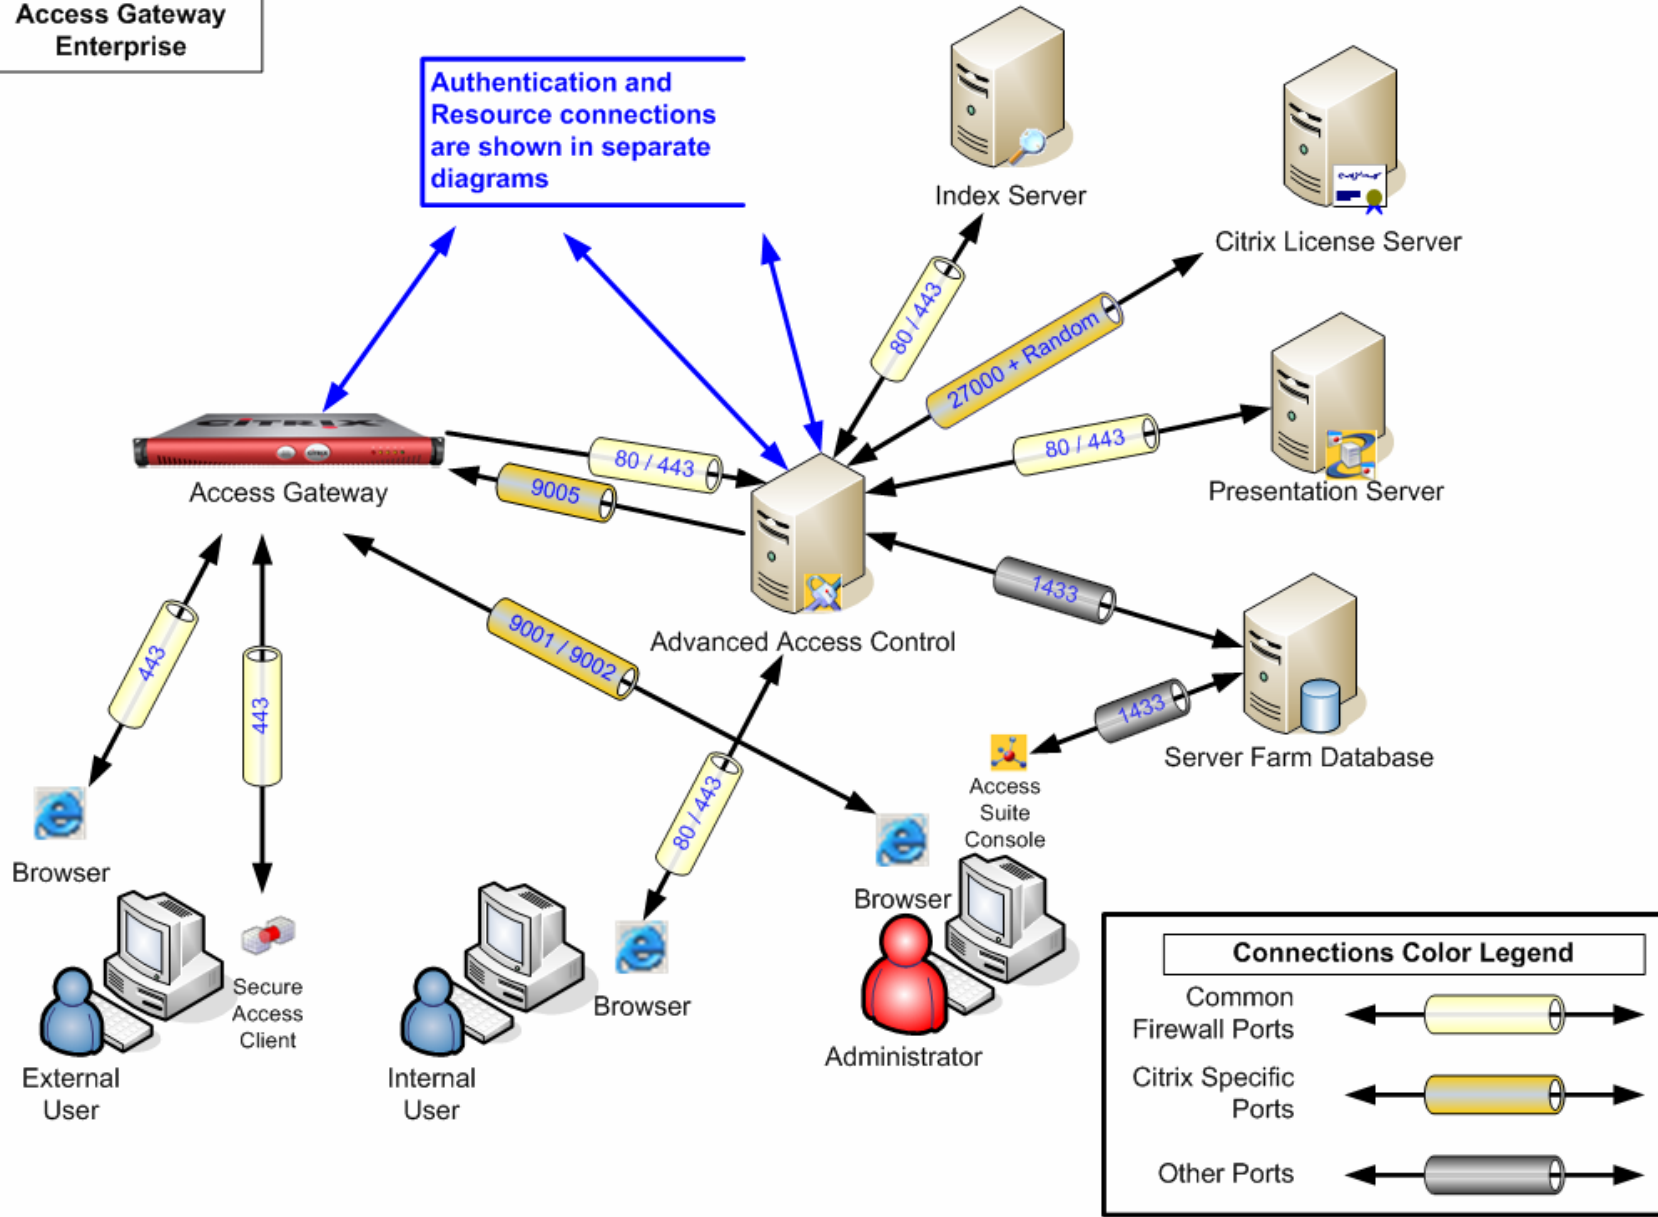 Access Gateway
Enterprise
Authentication and
Resource connections
are shown in separate
diagrams
Index Server
Citrix License Server
80 / 443
27000 + Random
CITRIX
80 / 443
9005
80 / 443
Access Gateway
Presentation Server
1433
9001 / 9002
Advanced Access Control
443
443
1433
Server Farm Database
80 / 443
Access
Suite
Console
Browser
Browser
Browser
Secure
Access
Client
External
User
Internal
User
Administrator
Connections Color Legend
Common
Firewall Ports
Citrix Specific
Ports
Other Ports